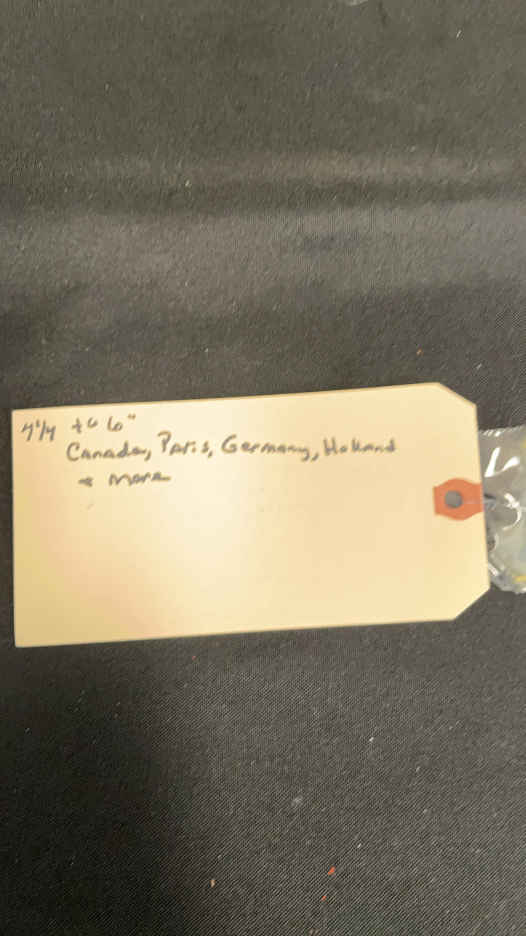 4 1/4 to 6"
Canada, Paris, Germany, Holland
& more